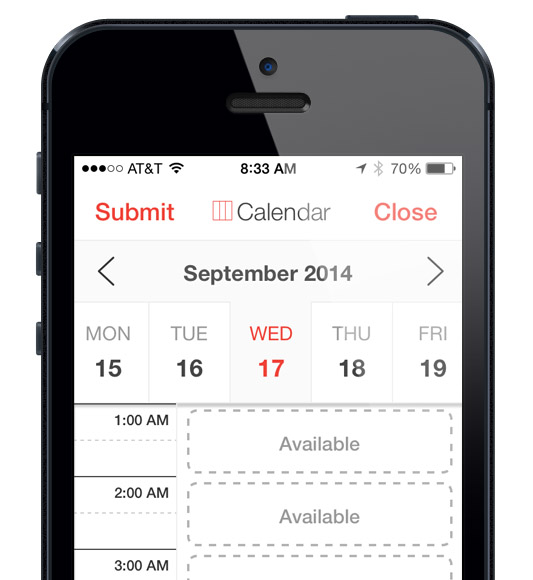 AT&T 8:33 AM 70%
Submit Calendar Close
September 2014
MON TUE WED THU FRI
15 16 17 18 19
1:00 AM Available
2:00 AM Available
3:00 AM